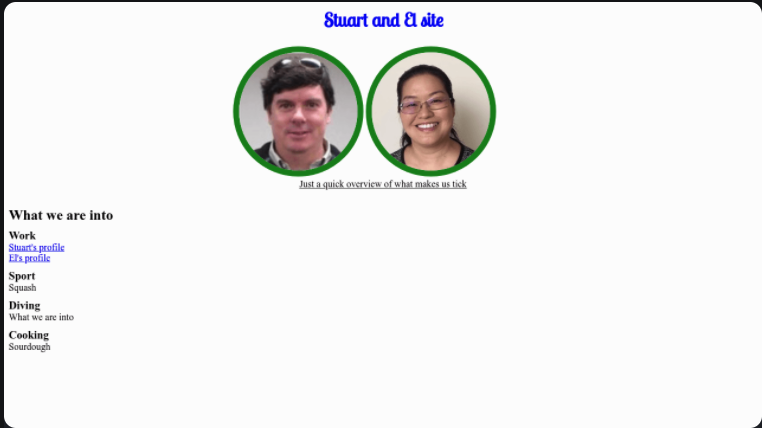 Stuart and El site
Just a quick overview of what makes us tick
What we are into
Work
Stuart's profile
El's profile
Sport
Squash
Diving
What we are into
Cooking
Sourdough